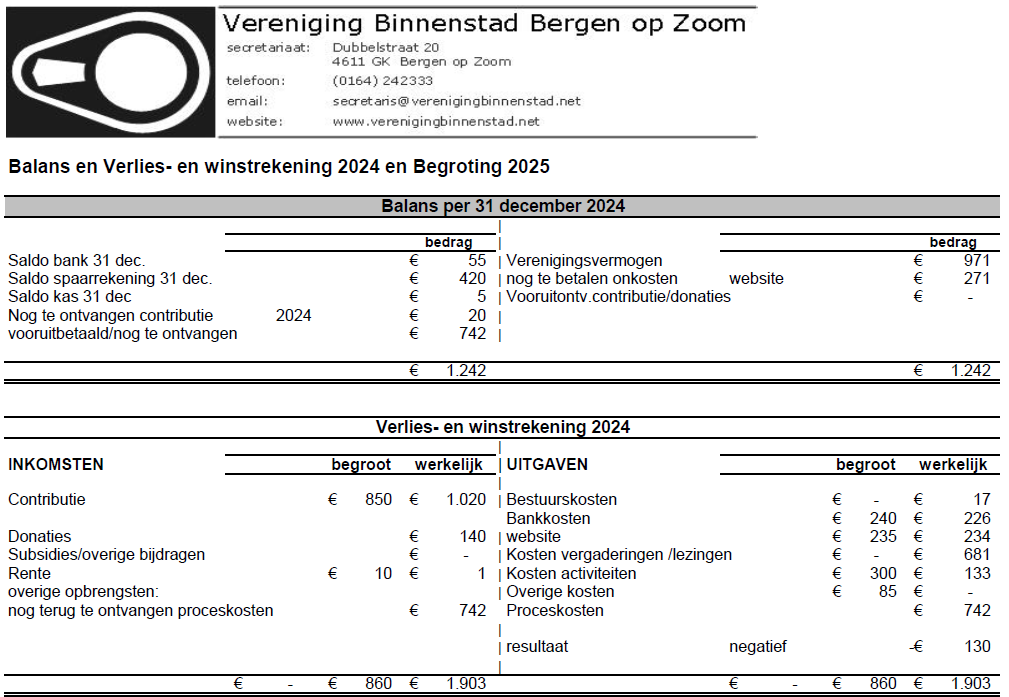 Vereniging Binnenstad Bergen op Zoom
secretariaat: Dubbelstraat 20
4611 GK Bergen op Zoom
telefoon: (0164) 242333
email: secretaris@verenigingbinnenstad.net
website: www.verenigingbinnenstad.net
Balans en Verlies- en winstrekening 2024 en Begroting 2025
Balans per 31 december 2024
bedrag bedrag
Saldo bank 31 dec. € 55 Verenigingsvermogen € 971
Saldo spaarrekening 31 dec. € 420 nog te betalen onkosten website € 271
Saldo kas 31 dec € 5 Vooruitontv.contributie/donaties € -
Nog te ontvangen contributie 2024 € 20
vooruitbetaald/nog te ontvangen € 742
€ 1.242 € 1.242
Verlies- en winstrekening 2024
INKOMSTEN begroot werkelijk UITGAVEN begroot werkelijk
Contributie € 850 € 1.020 Bestuurskosten € - € 17
Bankkosten € 240 € 226
Donaties € 140 website € 235 € 234
Subsidies/overige bijdragen € - Kosten vergaderingen /lezingen € - € 681
Rente € 10 € 1 Kosten activiteiten € 300 € 133
overige opbrengsten: Overige kosten € 85 € -
nog terug te ontvangen proceskosten € 742 Proceskosten € 742
resultaat negatief -€ 130
€ - € 860 € 1.903 € - € 860 € 1.903